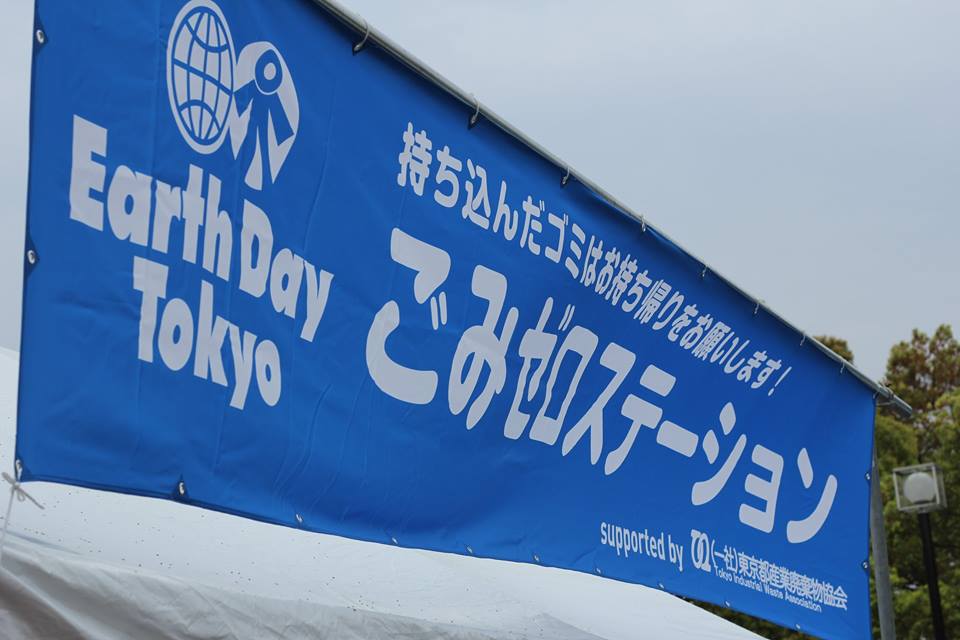 Earth Day
Tokyo
持ち込んだゴミはお持ち帰りをお願いします!
ごみゼロステーション
supported by
(一社)東京都産業廃棄物協会
Tokyo Industrial Waste Association